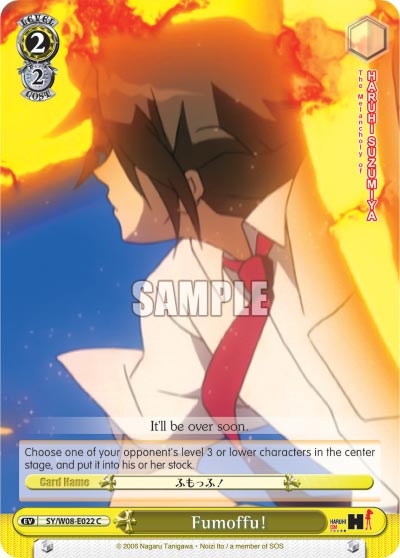 LEVEL
2
2
COST
The Melancholy of
HARUHI SUZUMIYA
SAMPLE
It'll be over soon.
Choose one of your opponent's level 3 or lower characters in the center
stage, and put it into his or her stock.
Card Name ふもっふ!
EV SY/W08-E022 C Fumoffu! HARUHI ISM H
© 2006 Nagaru Tanigawa • Noizi Ito / a member of SOS